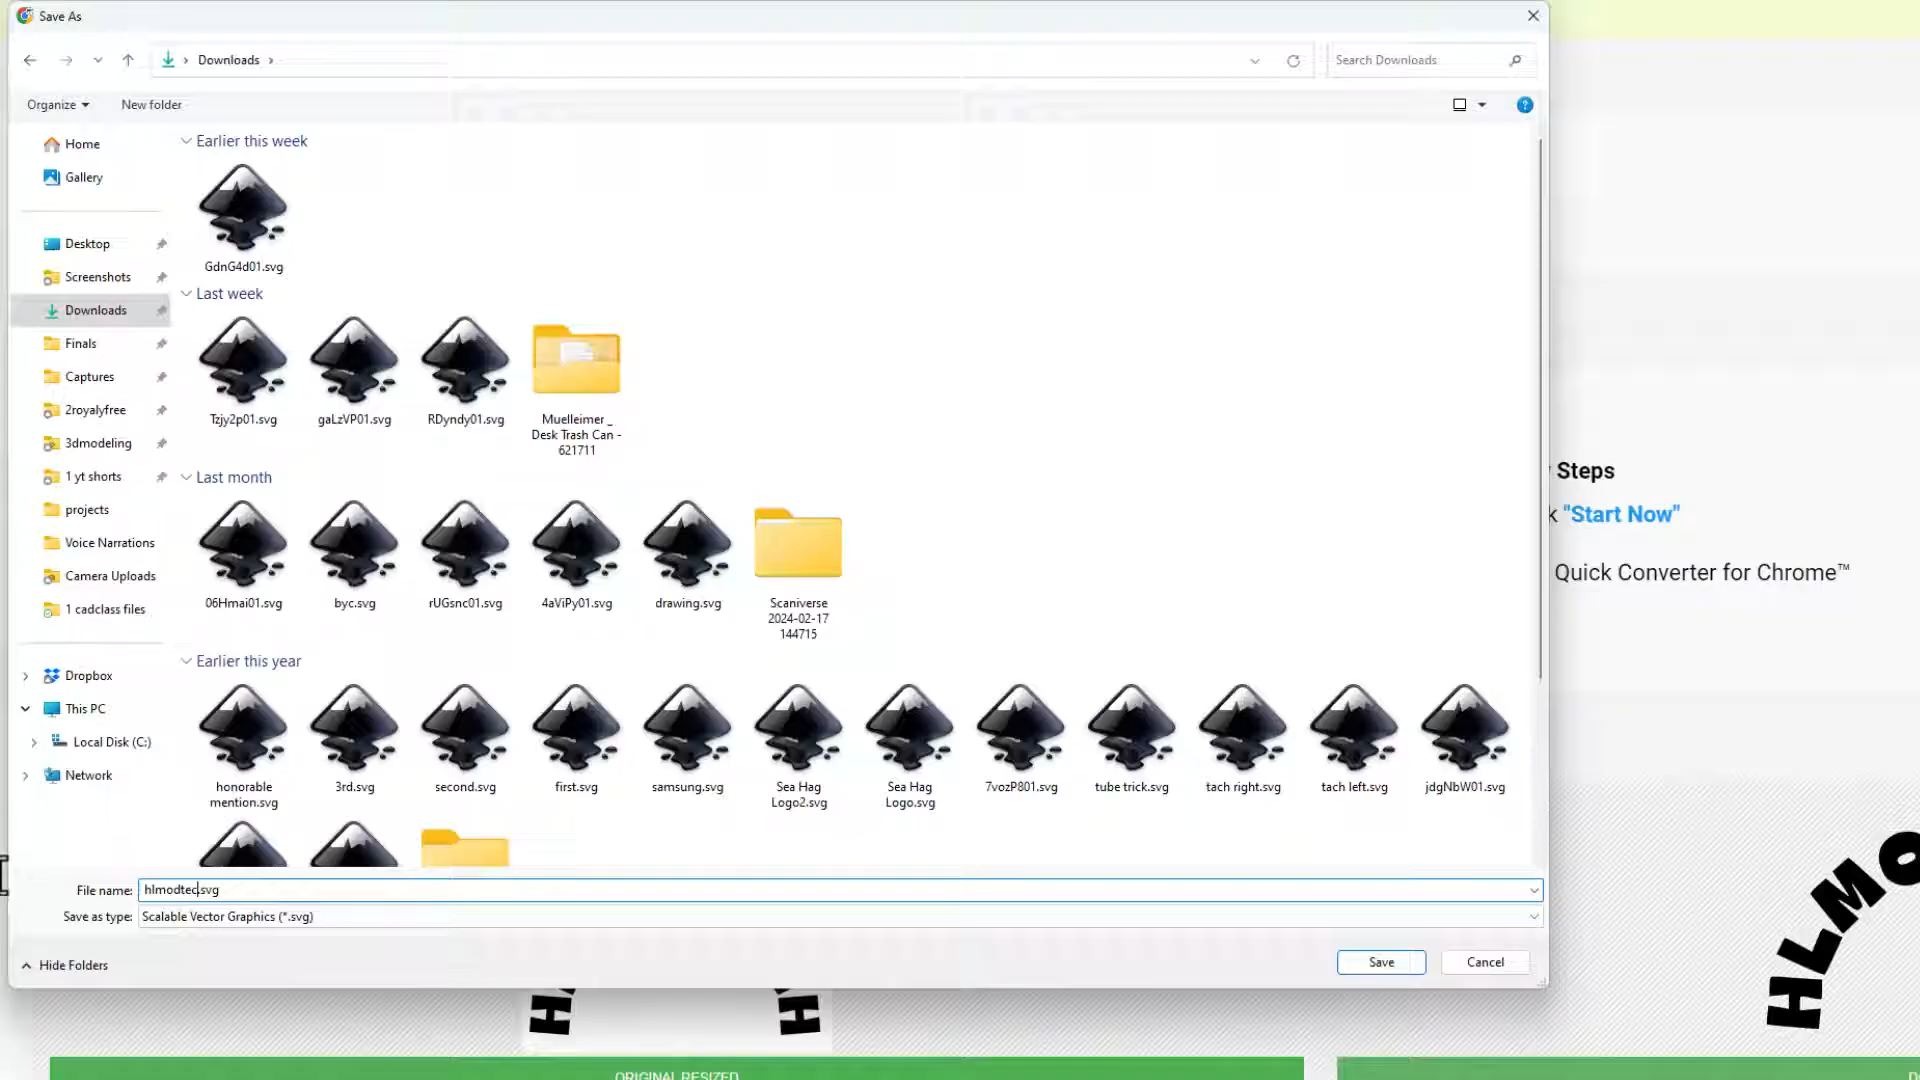 Save As
Downloads
Search Downloads
Organize
New folder
Home
Gallery
Desktop
Screenshots
Downloads
Finals
Captures
2royalyfree
3dmodeling
1 yt shorts
projects
Voice Narrations
Camera Uploads
1 cadclass files
Dropbox
This PC
Local Disk (C:)
Network
Earlier this week
GdnG4d01.svg
Last week
Tzjy2p01.svg
gaLzVP01.svg
RDyndy01.svg
Muelleimer _
Desk Trash Can -
621711
Last month
06Hmai01.svg
byc.svg
rUGsnc01.svg
4aViPy01.svg
drawing.svg
Scaniverse
2024-02-17
144715
Earlier this year
honorable
mention.svg
3rd.svg
second.svg
first.svg
samsung.svg
Sea Hag
Logo2.svg
Sea Hag
Logo.svg
7vozP801.svg
tube trick.svg
tach right.svg
tach left.svg
jdgNbW01.svg
File name: hlmodtec.svg
Save as type: Scalable Vector Graphics (*.svg)
Hide Folders
Save
Cancel
Steps
"Start Now"
Quick Converter for Chrome™
HLMO
H
H
ORIGINAL RESIZED